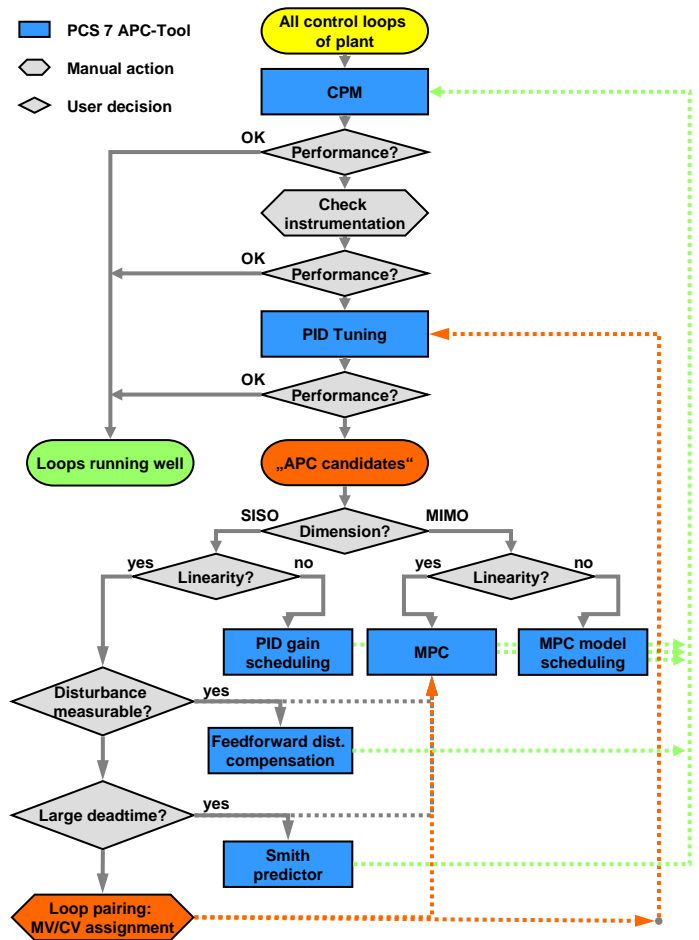 PCS 7 APC-Tool
Manual action
User decision
All control loops
of plant
CPM
OK
Performance?
Check
instrumentation
OK
Performance?
PID Tuning
OK
Performance?
Loops running well
„APC candidates“
SISO
Dimension?
MIMO
yes
Linearity?
no
yes
Linearity?
no
PID gain
scheduling
MPC
MPC model
scheduling
Disturbance
measurable?
yes
Feedforward dist.
compensation
Large deadtime?
yes
Smith
predictor
Loop pairing:
MV/CV assignment